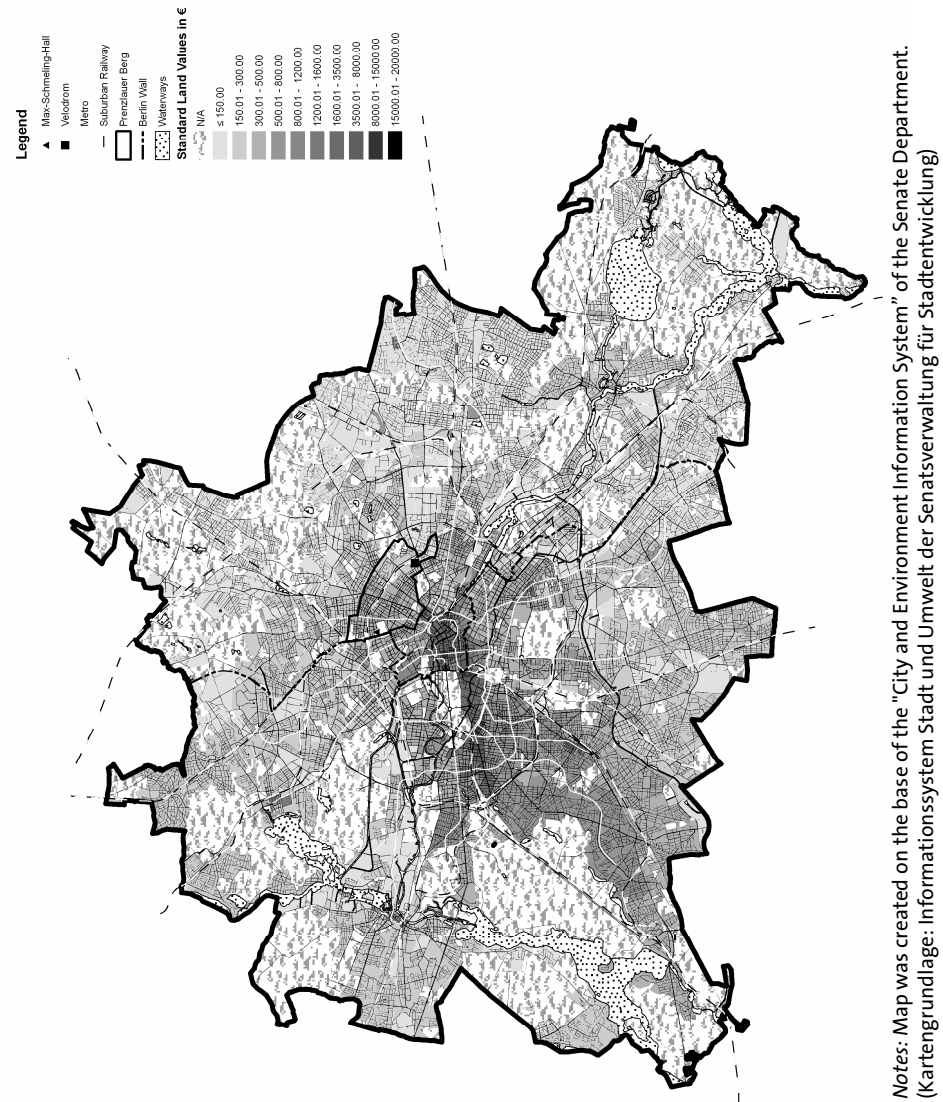 Legend
Max-Schmeling-Hall
Velodrom
Metro
Suburban Railway
Prenzlauer Berg
Berlin Wall
Waterways
Standard Land Values in €
N/A
≤ 150.00
150.01 - 300.00
300.01 - 500.00
500.01 - 800.00
800.01 - 1200.00
1200.01 - 1600.00
1600.01 - 3500.00
3500.01 - 8000.00
8000.01 - 15000.00
15000.01 - 20000.00
Notes: Map was created on the base of the "City and Environment Information System” of the Senate Department.
(Kartengrundlage: Informationssystem Stadt und Umwelt der Senatsverwaltung für Stadtentwicklung)